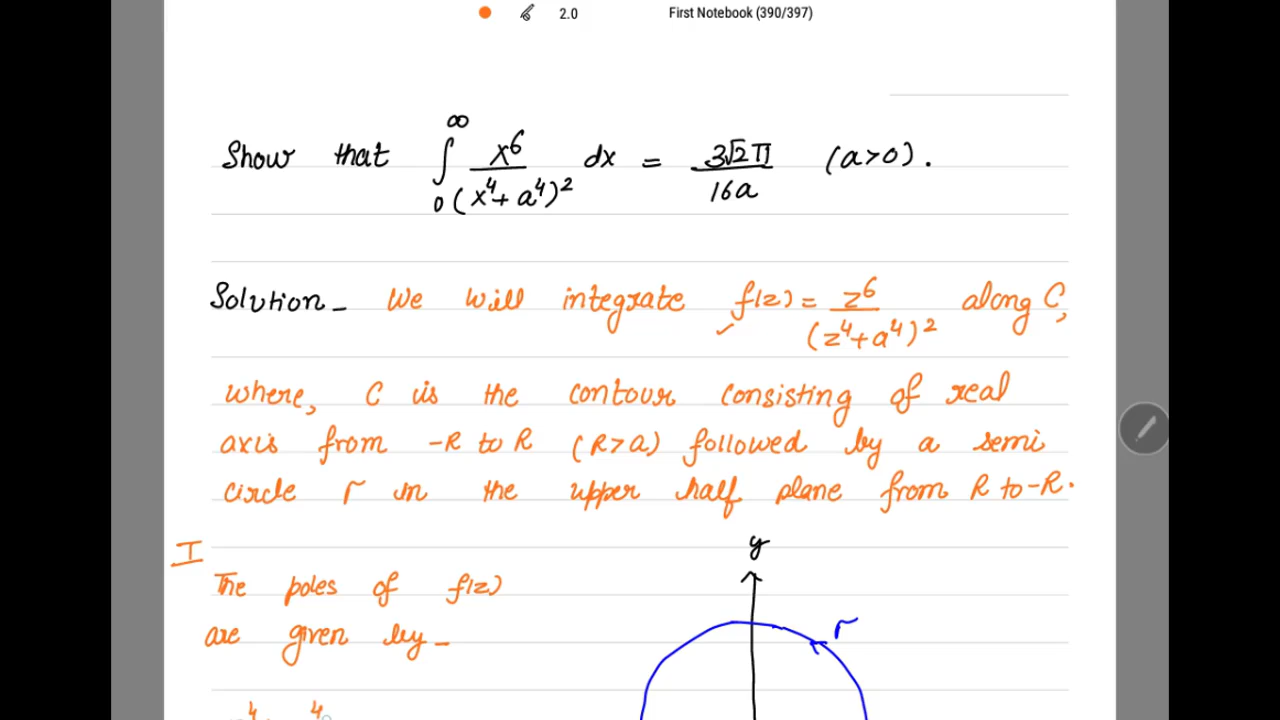 2.0 First Notebook (390/397)
Show that ∫₀^∞ x⁶/(x⁴+a⁴)² dx = 3√2π/16a (a>0).
Solution- We will integrate f(z) = z⁶/(z⁴+a⁴)² along C,
where, C is the contour consisting of real
axis from -R to R (R>a) followed by a semi
circle Γ in the upper half plane from R to -R.
I
y
The poles of f(z)
Γ
are given by-